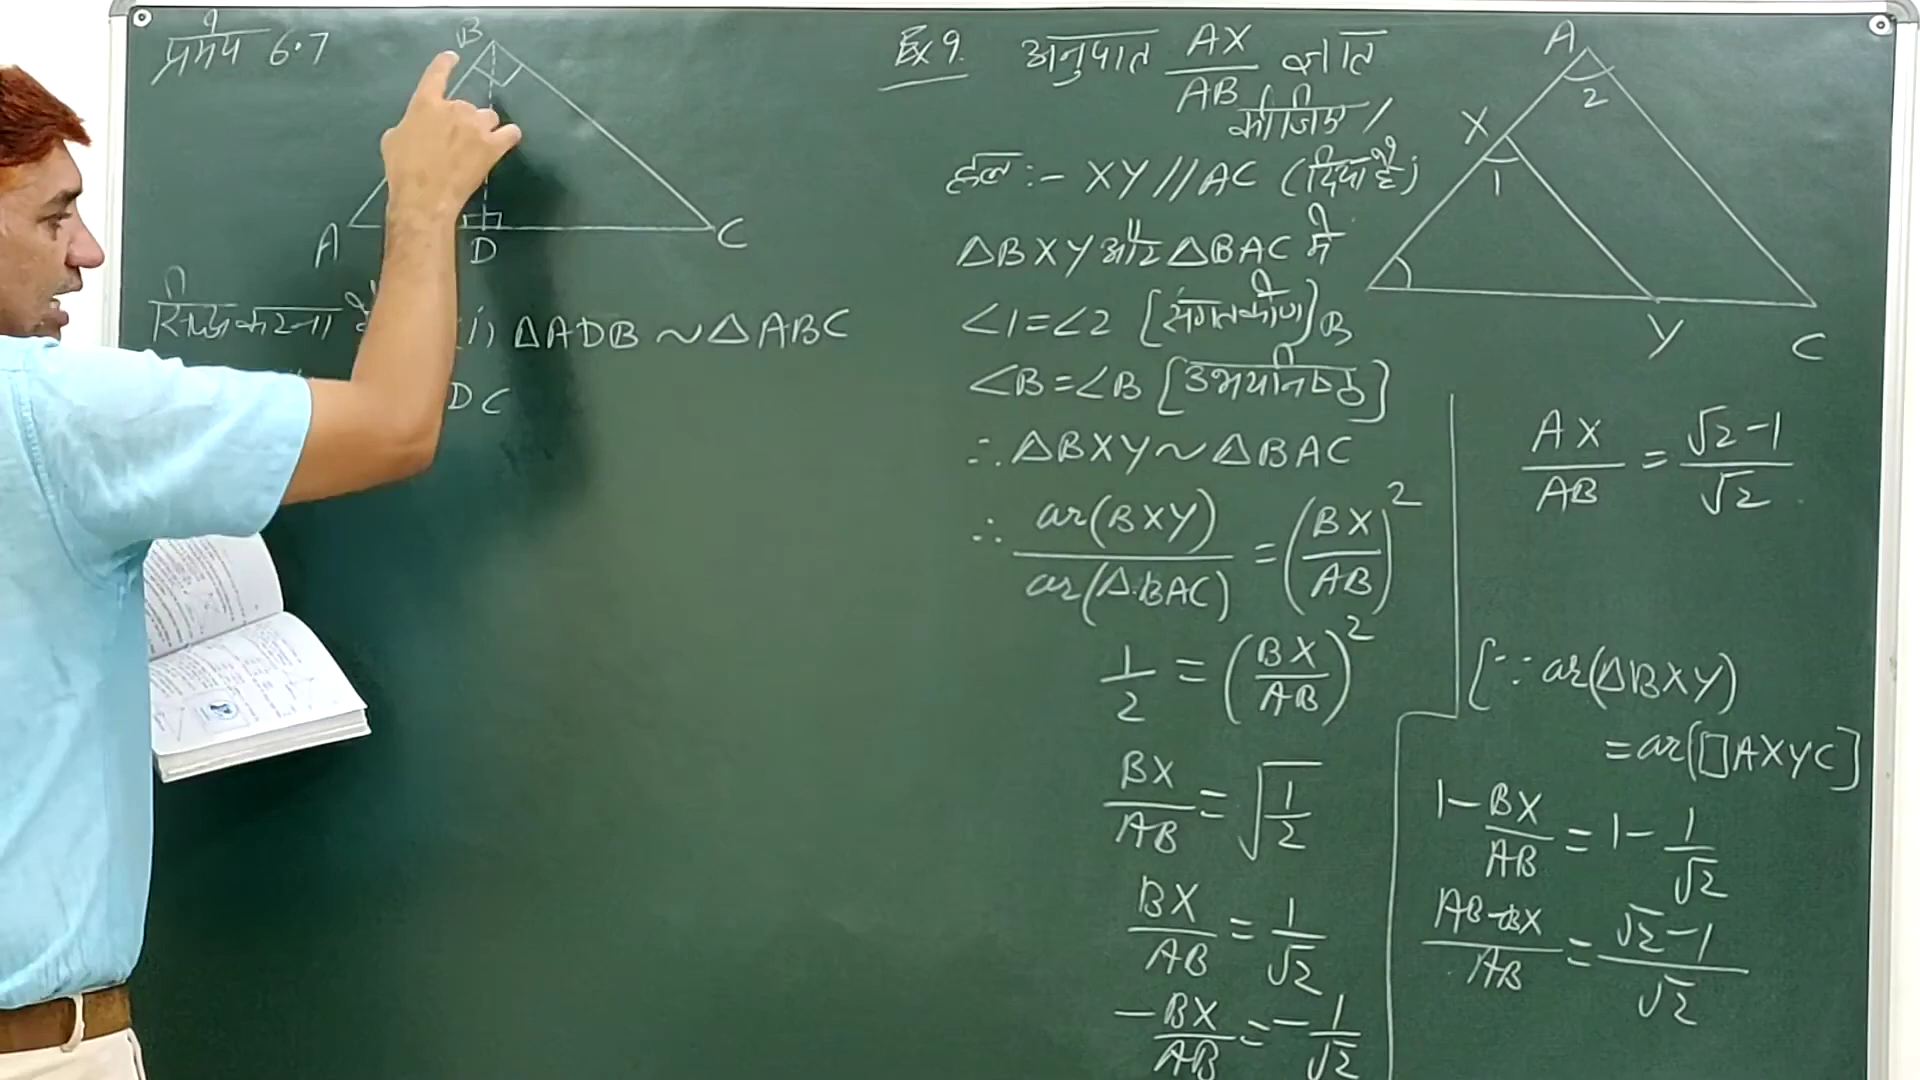 प्रमेय 6.7
B
A
D
C
सिद्ध करना है (i) △ADB ~ △ABC
DC
Ex 9. अनुपात AX/AB ज्ञात
कीजिए /
हल :- XY // AC (दिया है)
△BXY और △BAC में
∠1 = ∠2 [संगतकोण]
∠B = ∠B [उभयनिष्ठ]
∴ △BXY ~ △BAC
∴ ar(BXY)/ar(△BAC) = (BX/AB)²
1/2 = (BX/AB)²
BX/AB = √(1/2)
BX/AB = 1/√2
-BX/AB = -1/√2
A
2
X
1
B
Y
C
AX/AB = √2-1/√2
[∵ ar(△BXY)
= ar(□AXYC]
1 - BX/AB = 1 - 1/√2
AB-BX/AB = √2-1/√2